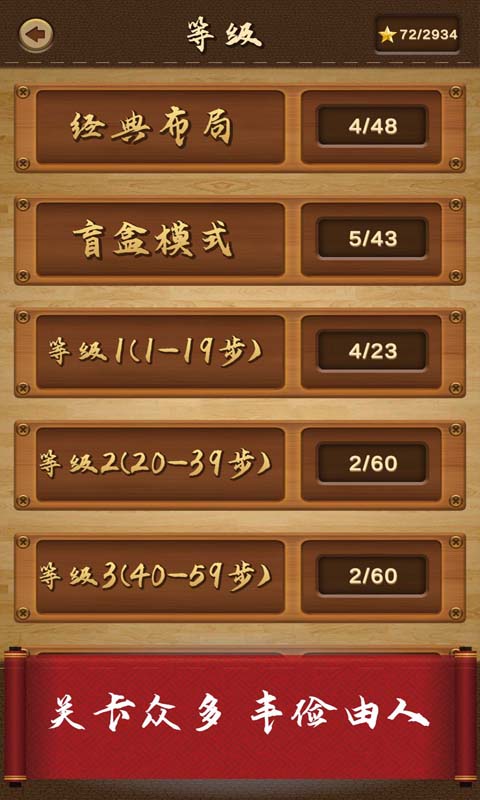 等级
72/2934
经典布局
4/48
盲盒模式
5/43
等级1(1-19步)
4/23
等级2(20-39步)
2/60
等级3(40-59步)
2/60
关卡众多 丰俭由人